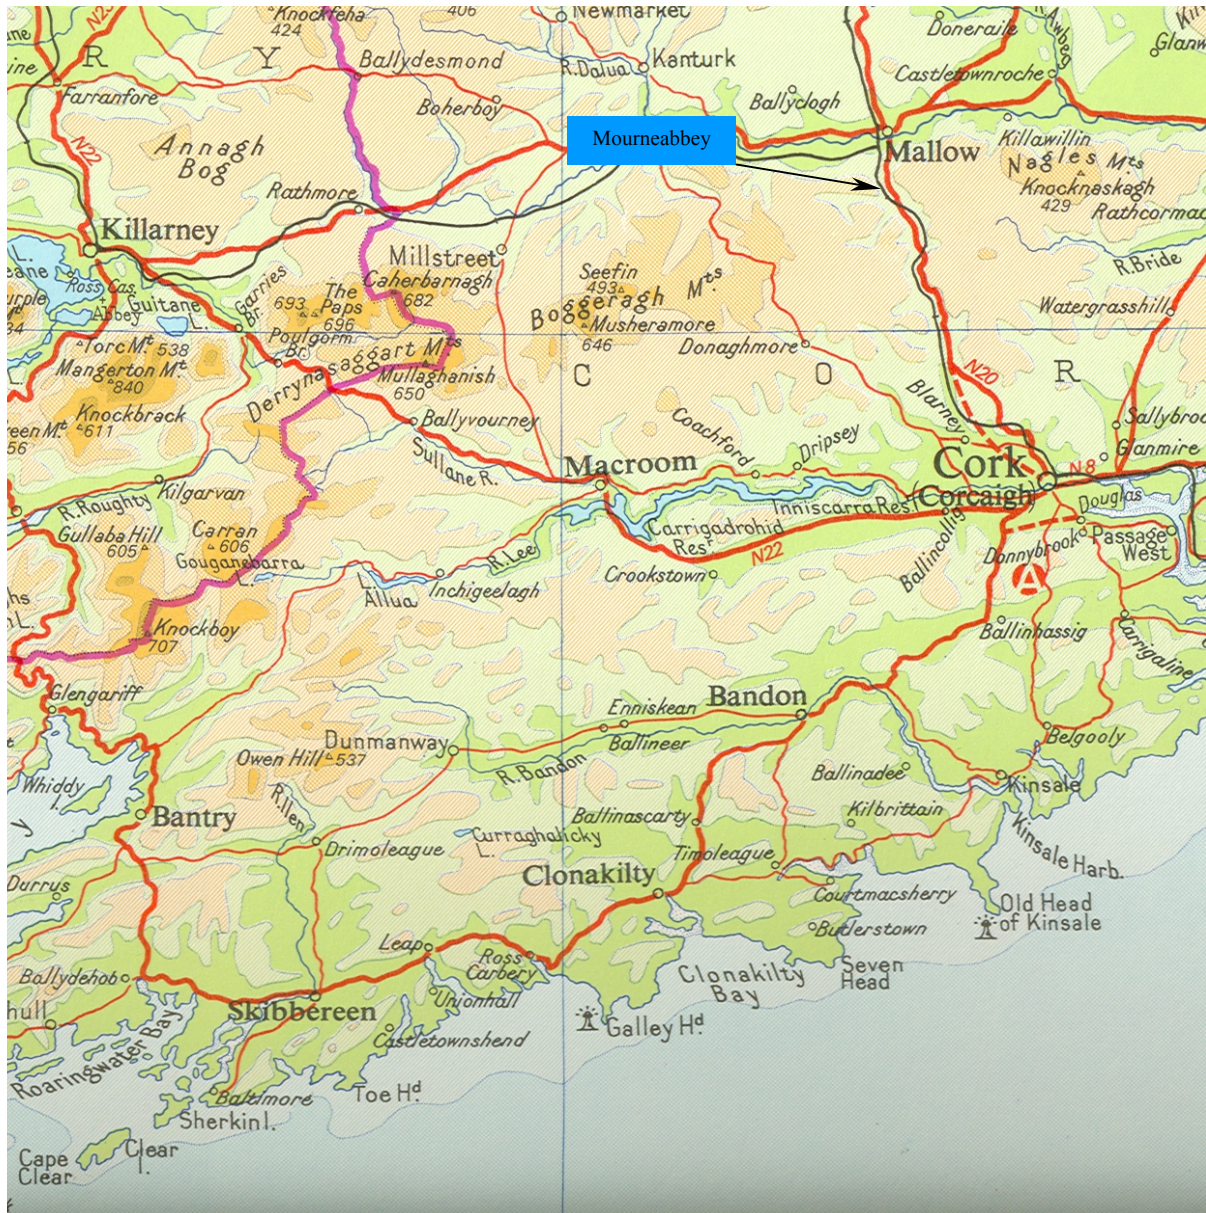 Knockfeha
424
406
Newmarket
N23
R
Y
Ballydesmond
R.Dalua
Kanturk
Doneraile
R.Awbeg
Castletownroche
Farranfore
Boherboy
Ballyclogh
Mourneabbey
Killawillin
Mallow
Nagles Mts
Knocknaskagh
429
Rathcormac
N22
Annagh
Bog
Rathmore
Killarney
Millstreet
R.Bride
Ross Cas.
Abbey
Guitane
L.
Garries
Br.
693
The
Paps
696
Caherbarnagh
682
Seefin
493
Boggeragh Mts
Musheramore
646
Watergrasshill
Torc Mt 538
Mangerton Mt
840
Poulgorm
Br.
Derrynasaggart Mts
Mullaghanish
650
Donaghmore
C
O
R
N20
Knockbrack
611
Ballyvourney
Sullane R.
Coachford
Dripsey
Blarney
Sallybroo
Glanmire
Macroom
Cork
(Corcaigh)
N8
R.Roughty
Kilgarvan
Inniscarra Res.
Douglas
Gullaba Hill
605
Carran
606
Gouganebarra
L.
Carrigadrohid
Res.
N22
Ballincollig
Donnybrook
Passage
West
R.Lee
Crookstown
A
L.
Allua
Inchigeelagh
Knockboy
707
Ballinhassig
Carrigaline
Glengariff
Enniskean
Bandon
Dunmanway
Ballineer
Belgooly
Owen Hill 537
R.Bandon
Ballinadee
Whiddy
I.
R.Ilen
Kinsale
Bantry
Ballinascarty
Kilbrittain
Drimoleague
Curraghalicky
L.
Timoleague
Kinsale Harb.
Durrus
Clonakilty
Courtmacsherry
Old Head
of Kinsale
Butlerstown
Leap
Ross
Carbery
Clonakilty
Bay
Seven
Head
Ballydehob
Skibbereen
Unionhall
hull
Galley Hd.
Castletownshend
Roaringwater Bay
Baltimore
Toe Hd.
Sherkin I.
Cape
Clear
Clear
I.